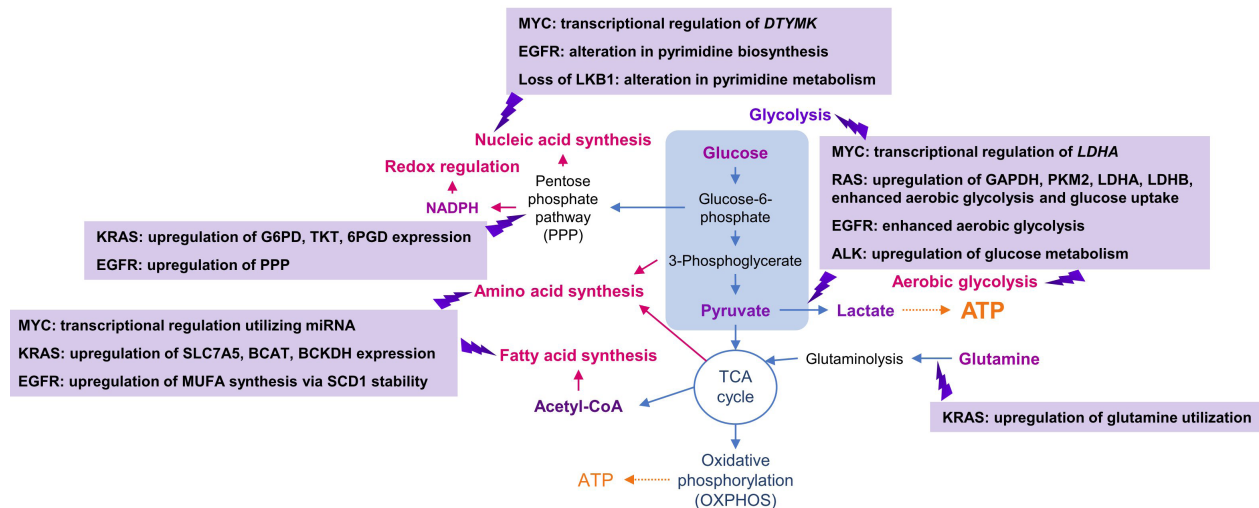 MYC: transcriptional regulation of DTYMK
EGFR: alteration in pyrimidine biosynthesis
Loss of LKB1: alteration in pyrimidine metabolism
Glycolysis
Nucleic acid synthesis
Redox regulation
NADPH
Pentose
phosphate
pathway
(PPP)
Glucose
Glucose-6-
phosphate
3-Phosphoglycerate
Pyruvate
MYC: transcriptional regulation of LDHA
RAS: upregulation of GAPDH, PKM2, LDHA, LDHB,
enhanced aerobic glycolysis and glucose uptake
EGFR: enhanced aerobic glycolysis
ALK: upregulation of glucose metabolism
KRAS: upregulation of G6PD, TKT, 6PGD expression
EGFR: upregulation of PPP
Aerobic glycolysis
Lactate
ATP
Amino acid synthesis
MYC: transcriptional regulation utilizing miRNA
KRAS: upregulation of SLC7A5, BCAT, BCKDH expression
EGFR: upregulation of MUFA synthesis via SCD1 stability
Fatty acid synthesis
Acetyl-CoA
TCA
cycle
Glutaminolysis
Glutamine
KRAS: upregulation of glutamine utilization
Oxidative
phosphorylation
(OXPHOS)
ATP